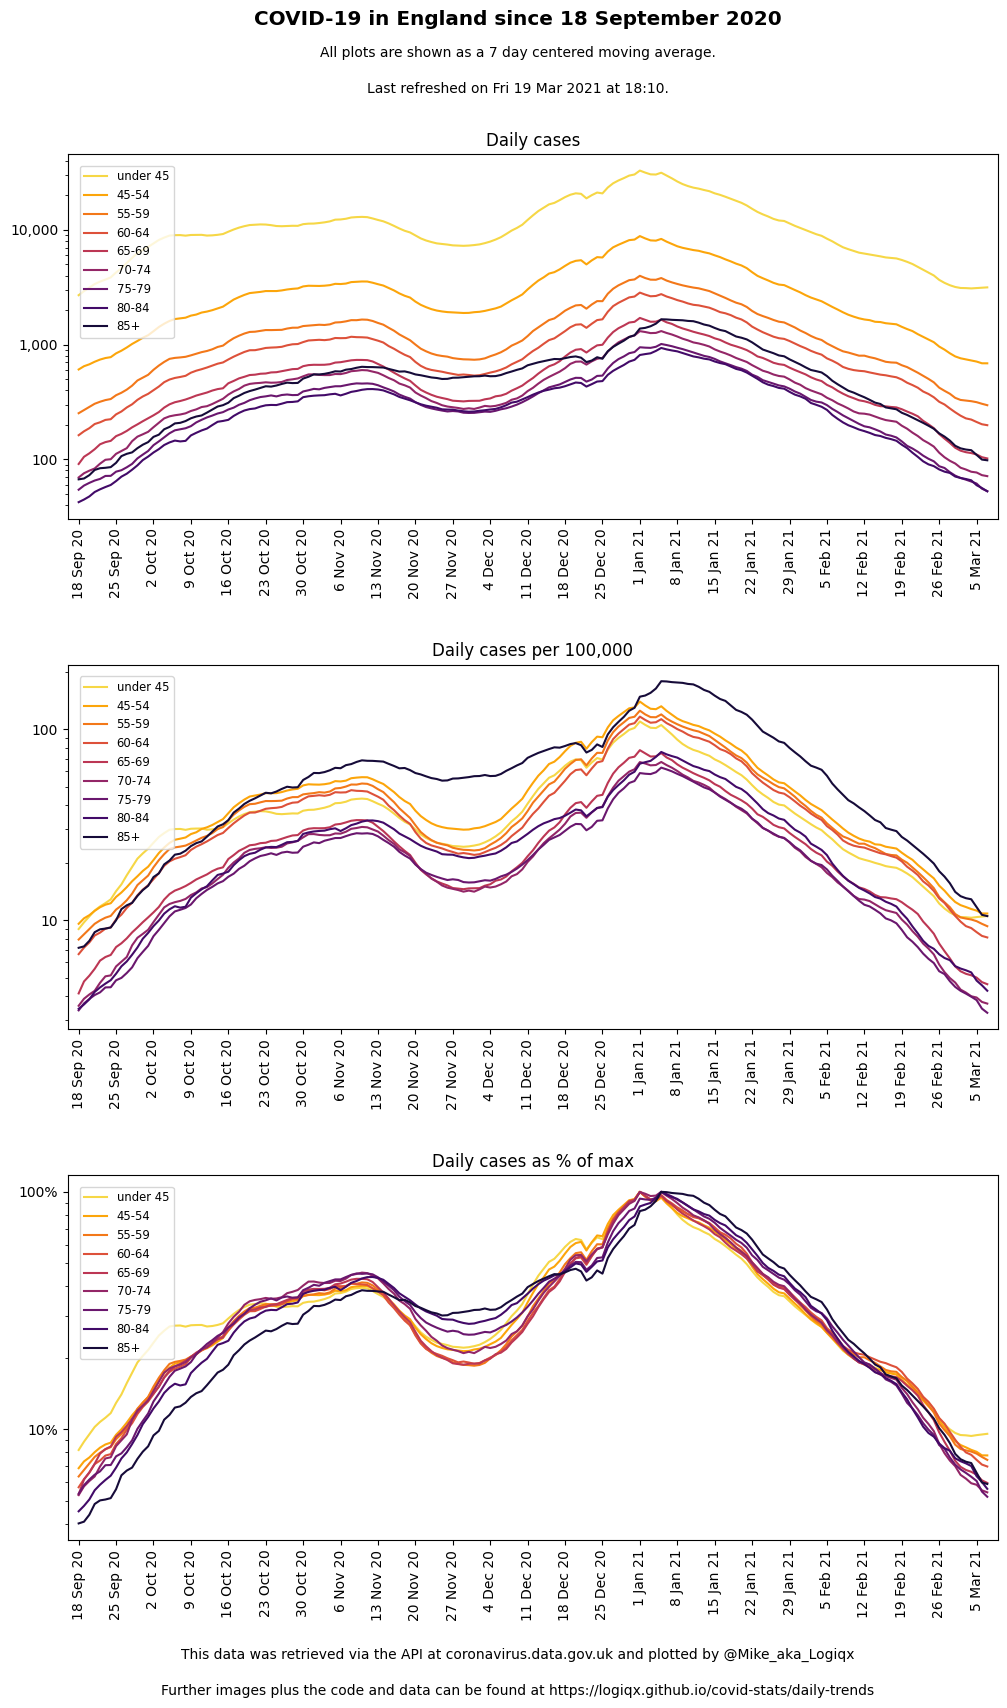 COVID-19 in England since 18 September 2020
All plots are shown as a 7 day centered moving average.
Last refreshed on Fri 19 Mar 2021 at 18:10.
Daily cases
10,000
1,000
100
under 45
45-54
55-59
60-64
65-69
70-74
75-79
80-84
85+
18 Sep 20
25 Sep 20
2 Oct 20
9 Oct 20
16 Oct 20
23 Oct 20
30 Oct 20
6 Nov 20
13 Nov 20
20 Nov 20
27 Nov 20
4 Dec 20
11 Dec 20
18 Dec 20
25 Dec 20
1 Jan 21
8 Jan 21
15 Jan 21
22 Jan 21
29 Jan 21
5 Feb 21
12 Feb 21
19 Feb 21
26 Feb 21
5 Mar 21
Daily cases per 100,000
100
10
under 45
45-54
55-59
60-64
65-69
70-74
75-79
80-84
85+
18 Sep 20
25 Sep 20
2 Oct 20
9 Oct 20
16 Oct 20
23 Oct 20
30 Oct 20
6 Nov 20
13 Nov 20
20 Nov 20
27 Nov 20
4 Dec 20
11 Dec 20
18 Dec 20
25 Dec 20
1 Jan 21
8 Jan 21
15 Jan 21
22 Jan 21
29 Jan 21
5 Feb 21
12 Feb 21
19 Feb 21
26 Feb 21
5 Mar 21
Daily cases as % of max
100%
10%
under 45
45-54
55-59
60-64
65-69
70-74
75-79
80-84
85+
18 Sep 20
25 Sep 20
2 Oct 20
9 Oct 20
16 Oct 20
23 Oct 20
30 Oct 20
6 Nov 20
13 Nov 20
20 Nov 20
27 Nov 20
4 Dec 20
11 Dec 20
18 Dec 20
25 Dec 20
1 Jan 21
8 Jan 21
15 Jan 21
22 Jan 21
29 Jan 21
5 Feb 21
12 Feb 21
19 Feb 21
26 Feb 21
5 Mar 21
This data was retrieved via the API at coronavirus.data.gov.uk and plotted by @Mike_aka_Logiqx
Further images plus the code and data can be found at https://logiqx.github.io/covid-stats/daily-trends